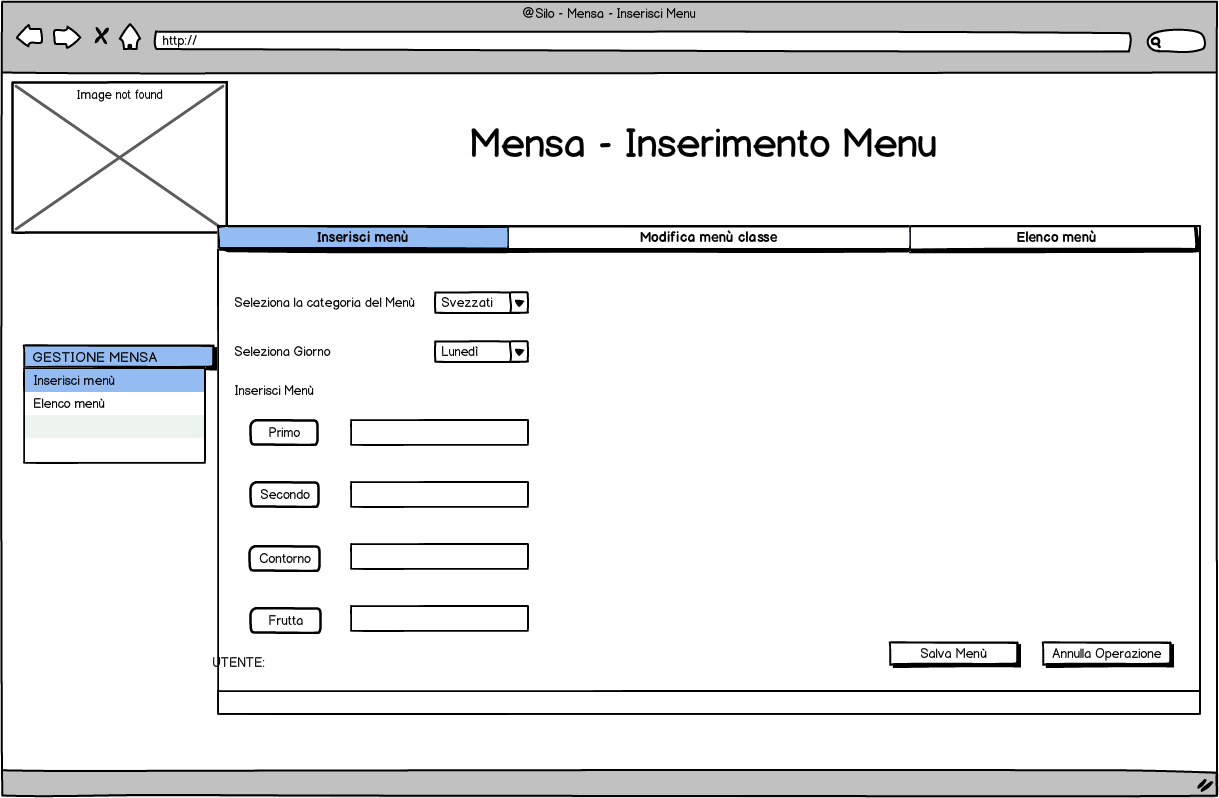 @Silo - Mensa - Inserisci Menu
http://
Image not found
Mensa - Inserimento Menu
Inserisci menù
Modifica menù classe
Elenco menù
GESTIONE MENSA
Inserisci menù
Elenco menù
Seleziona la categoria del Menù
Svezzati
Seleziona Giorno
Lunedì
Inserisci Menù
Primo
Secondo
Contorno
Frutta
UTENTE:
Salva Menù
Annulla Operazione